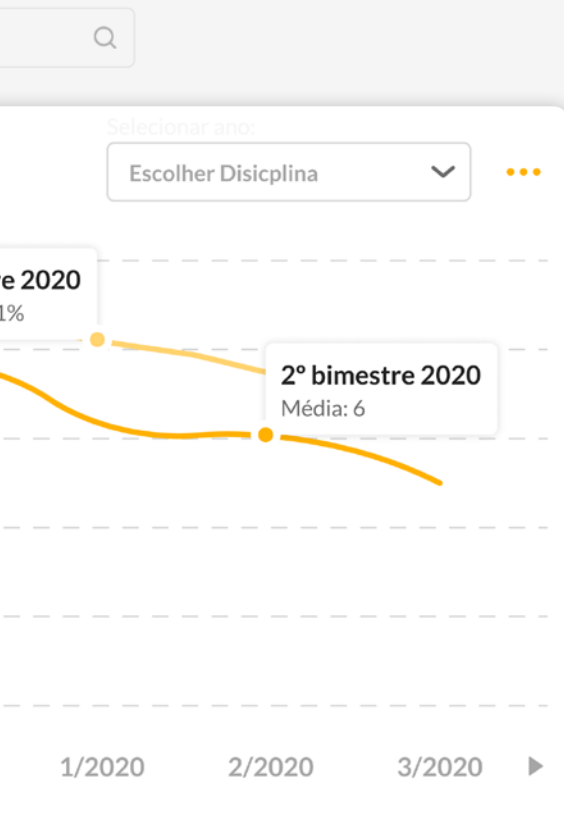 Selecionar ano:
Escolher Disicplina
re 2020
1%
2º bimestre 2020
Média: 6
1/2020
2/2020
3/2020